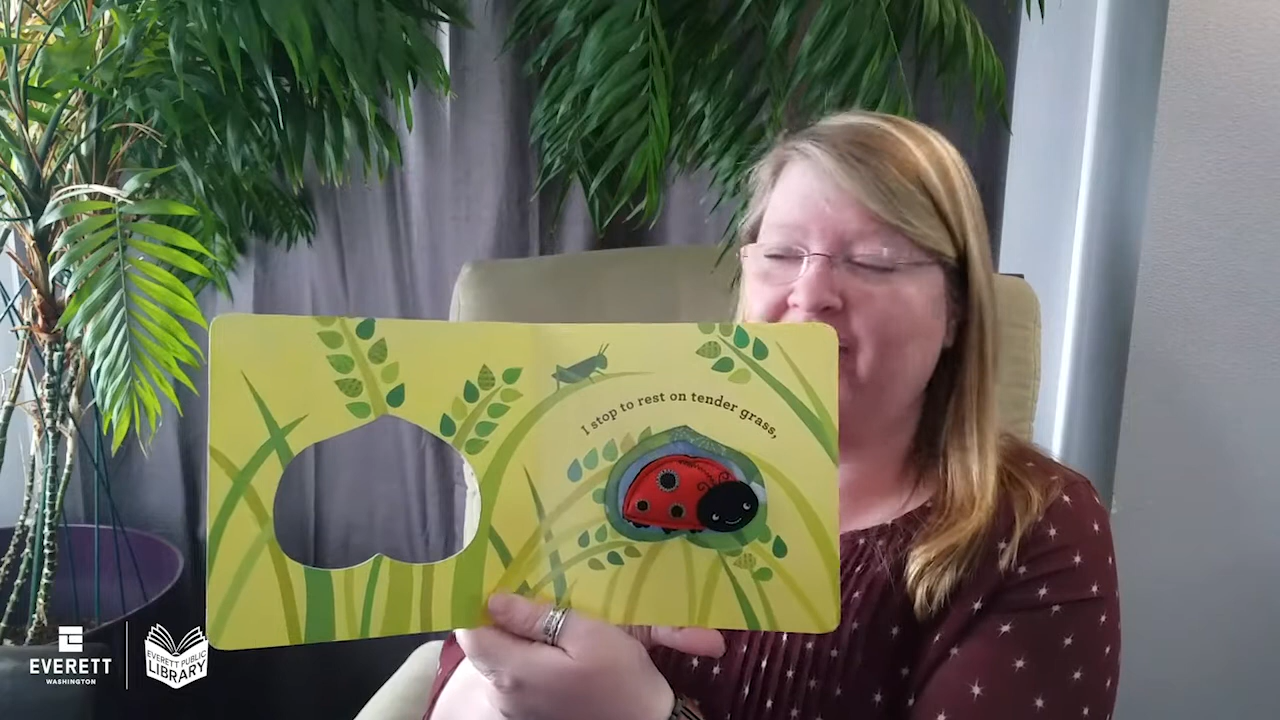 I stop to rest on tender grass,
EVERETT
WASHINGTON
EVERETT PUBLIC
LIBRARY